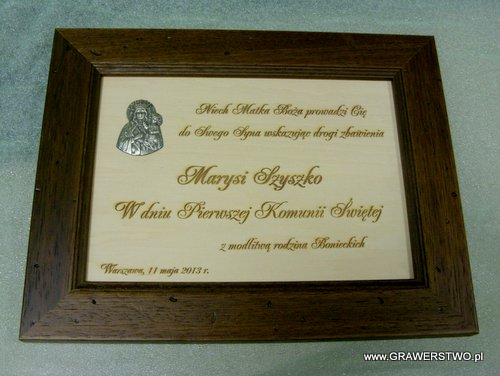 Niech Matka Boża prowadzi Cię
do Swego Syna wskazując drogi zbawienia
Marysi Szyszko
W dniu Pierwszej Komunii Świętej
z modlitwą rodzina Bonieckich
Warszawa, 11 maja 2013 r.
www.GRAWERSTWO.pl